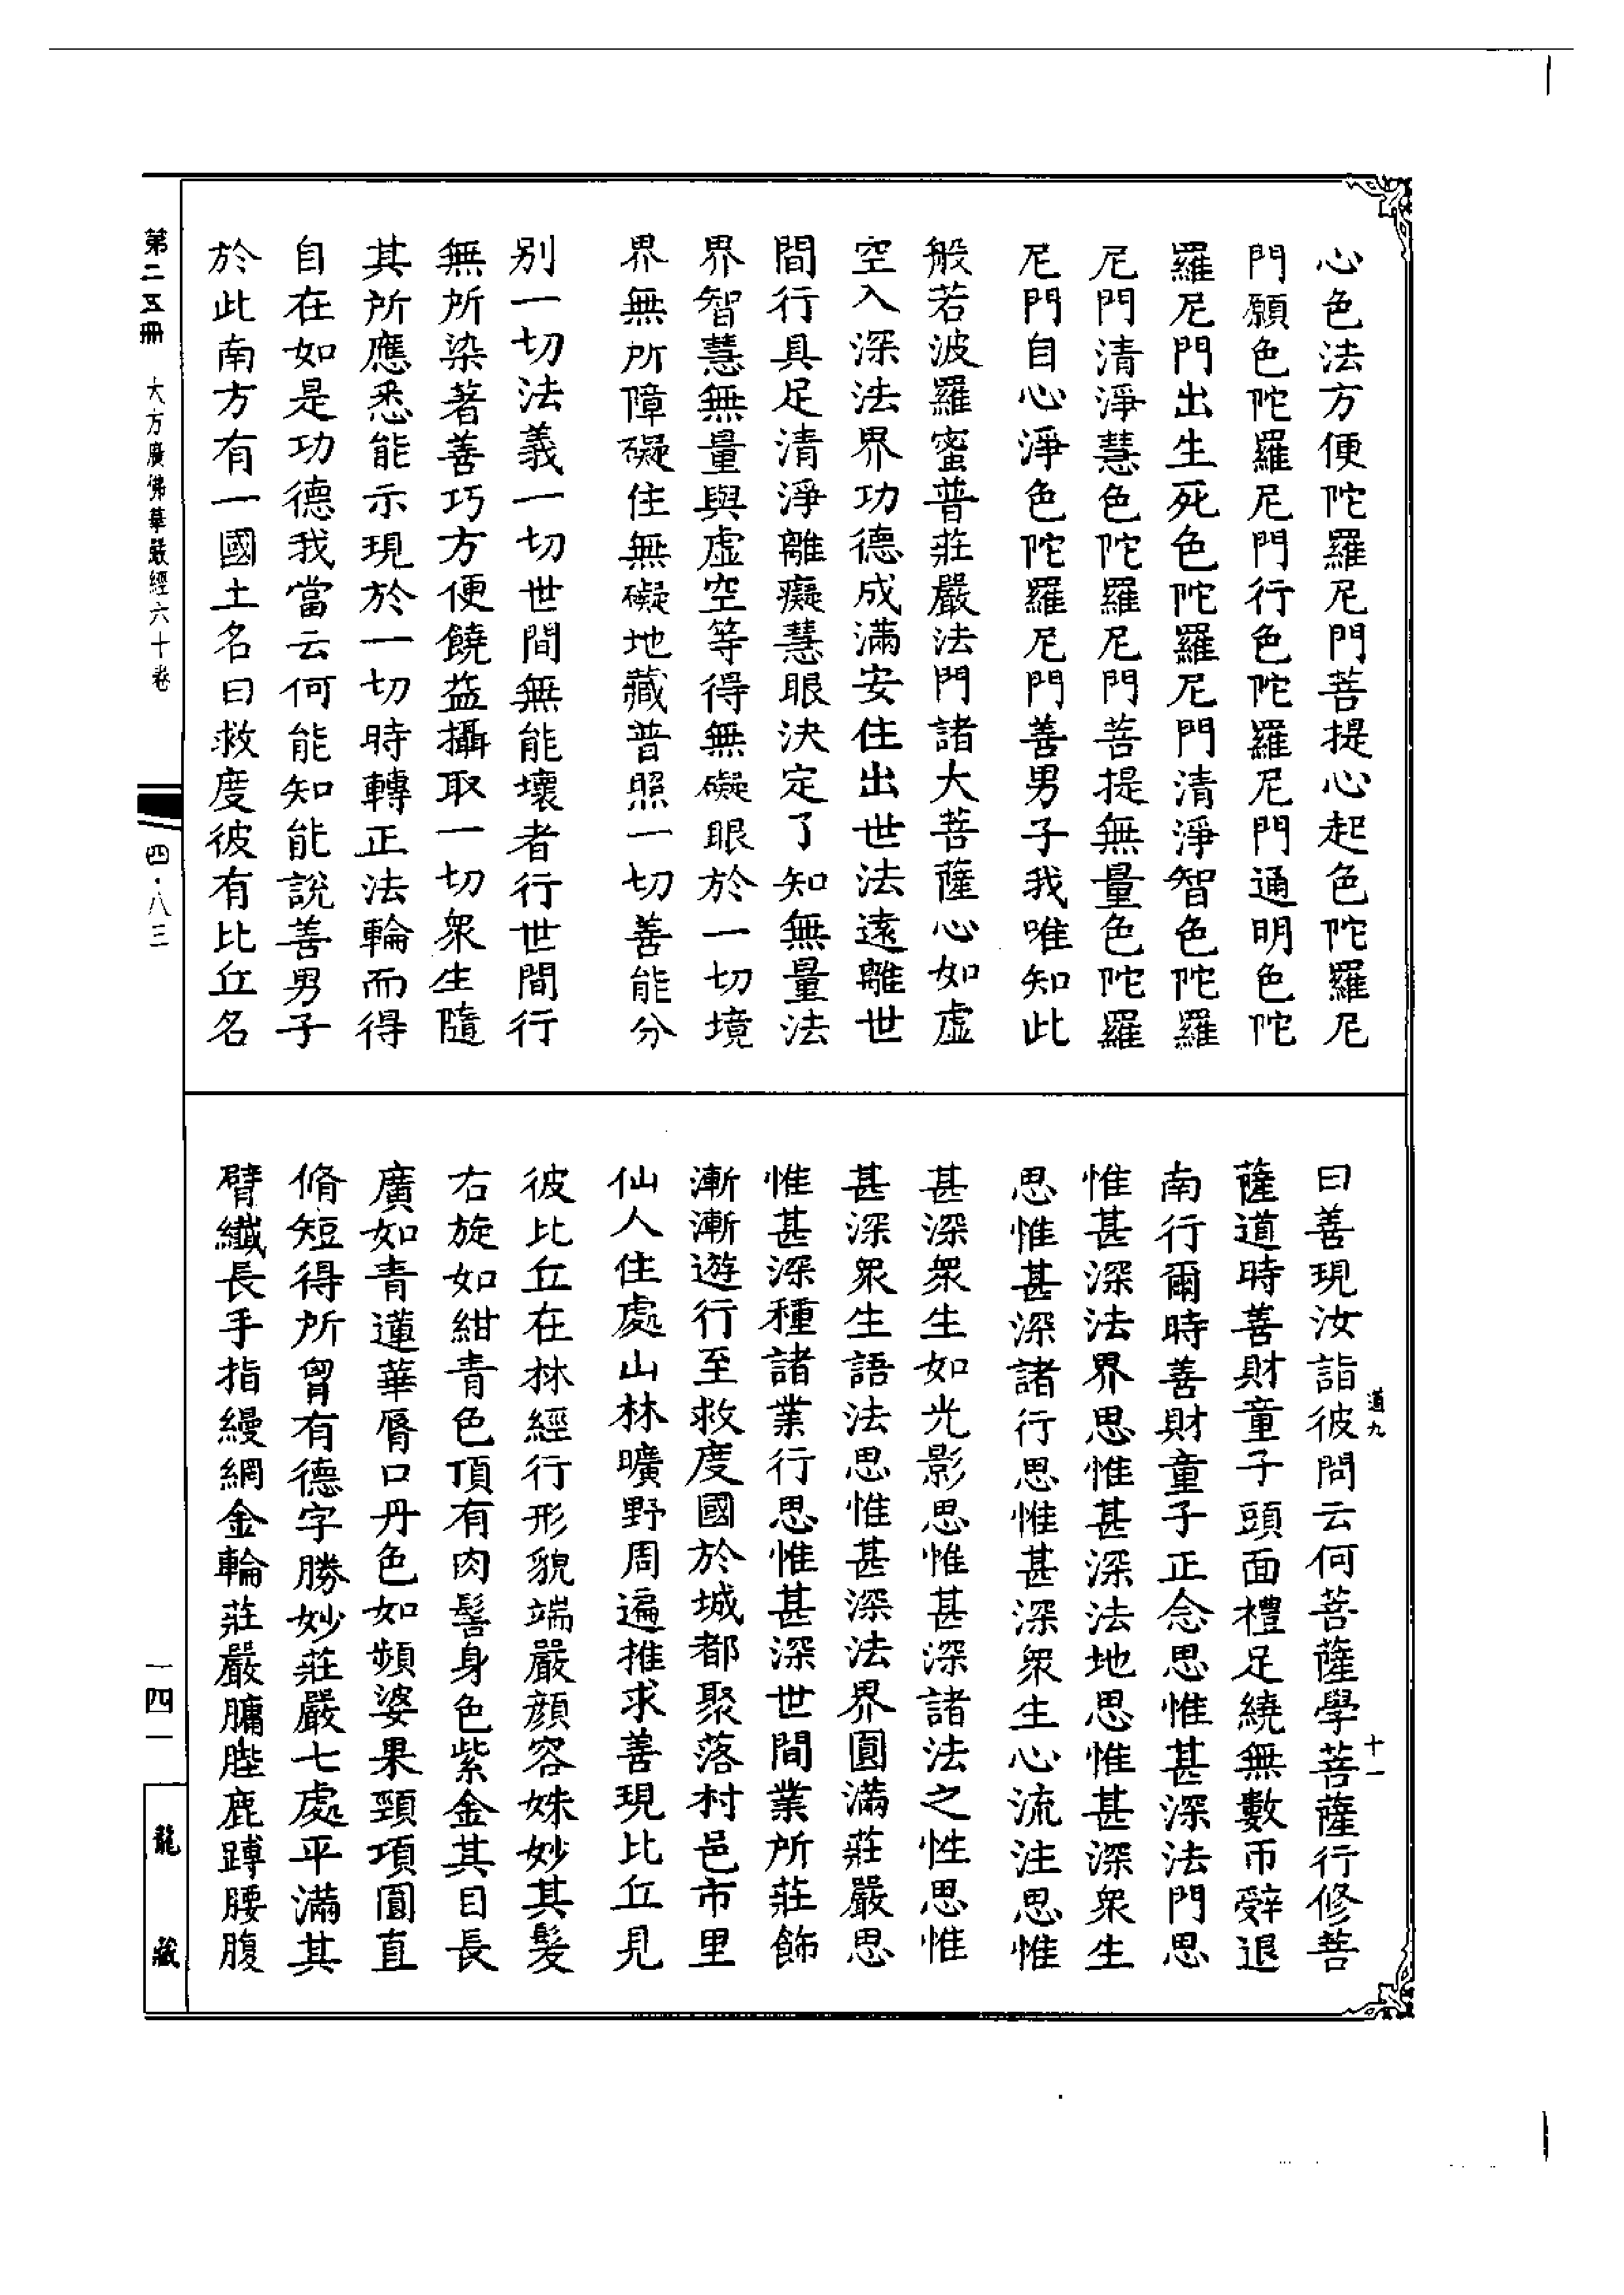 心色法方便陀羅尼門菩提心起色陀羅尼
門願色陀羅尼門行色陀羅尼門通明色陀
羅尼門出生死色陀羅尼門清淨智色陀羅
尼門清淨慧色陀羅尼門菩提無量色陀羅
尼門自心淨色陀羅尼門善男子我唯知此
般若波羅蜜普莊嚴法門諸大菩薩心如虛
空入深法界功德成滿安住出世法遠離世
間行具足清淨離癡慧眼決定了知無量法
界智慧無量與虛空等得無礙眼於一切境
界無所障礙住無礙地藏普照一切善能分
別一切法義一切世間無能壞者行世間行
無所染著善巧方便饒益攝取一切眾生隨
其所應悉能示現於一切時轉正法輪而得
自在如是功德我當云何能知能說善男子
於此南方有一國土名曰救度彼有比丘名
曰善現汝詣彼問云何菩薩學菩薩行修菩
薩道時善財童子頭面禮足繞無數帀辭退
南行爾時善財童子正念思惟甚深法門思
惟甚深法界思惟甚深法地思惟甚深眾生
思惟甚深諸行思惟甚深眾生心流注思惟
甚深眾生如光影思惟甚深諸法之性思惟
甚深眾生語法思惟甚深法界圓滿莊嚴思
惟甚深種諸業行思惟甚深世間業所莊飾
漸漸遊行至救度國於城都聚落村邑市里
仙人住處山林曠野周遍推求善現比丘見
彼比丘在林經行形貌端嚴顏容姝妙其髮
右旋如紺青色頂有肉髻身色紫金其目長
廣如青蓮華脣口丹色如頻婆果頸項圓直
脩短得所胷有德字勝妙莊嚴七處平滿其
臂纖長手指縵網金輪莊嚴𦟛䏶鹿蹲腰腹
道九
十一
第二五冊 大方廣佛華嚴經六十卷
四·八三
一四一
龍藏